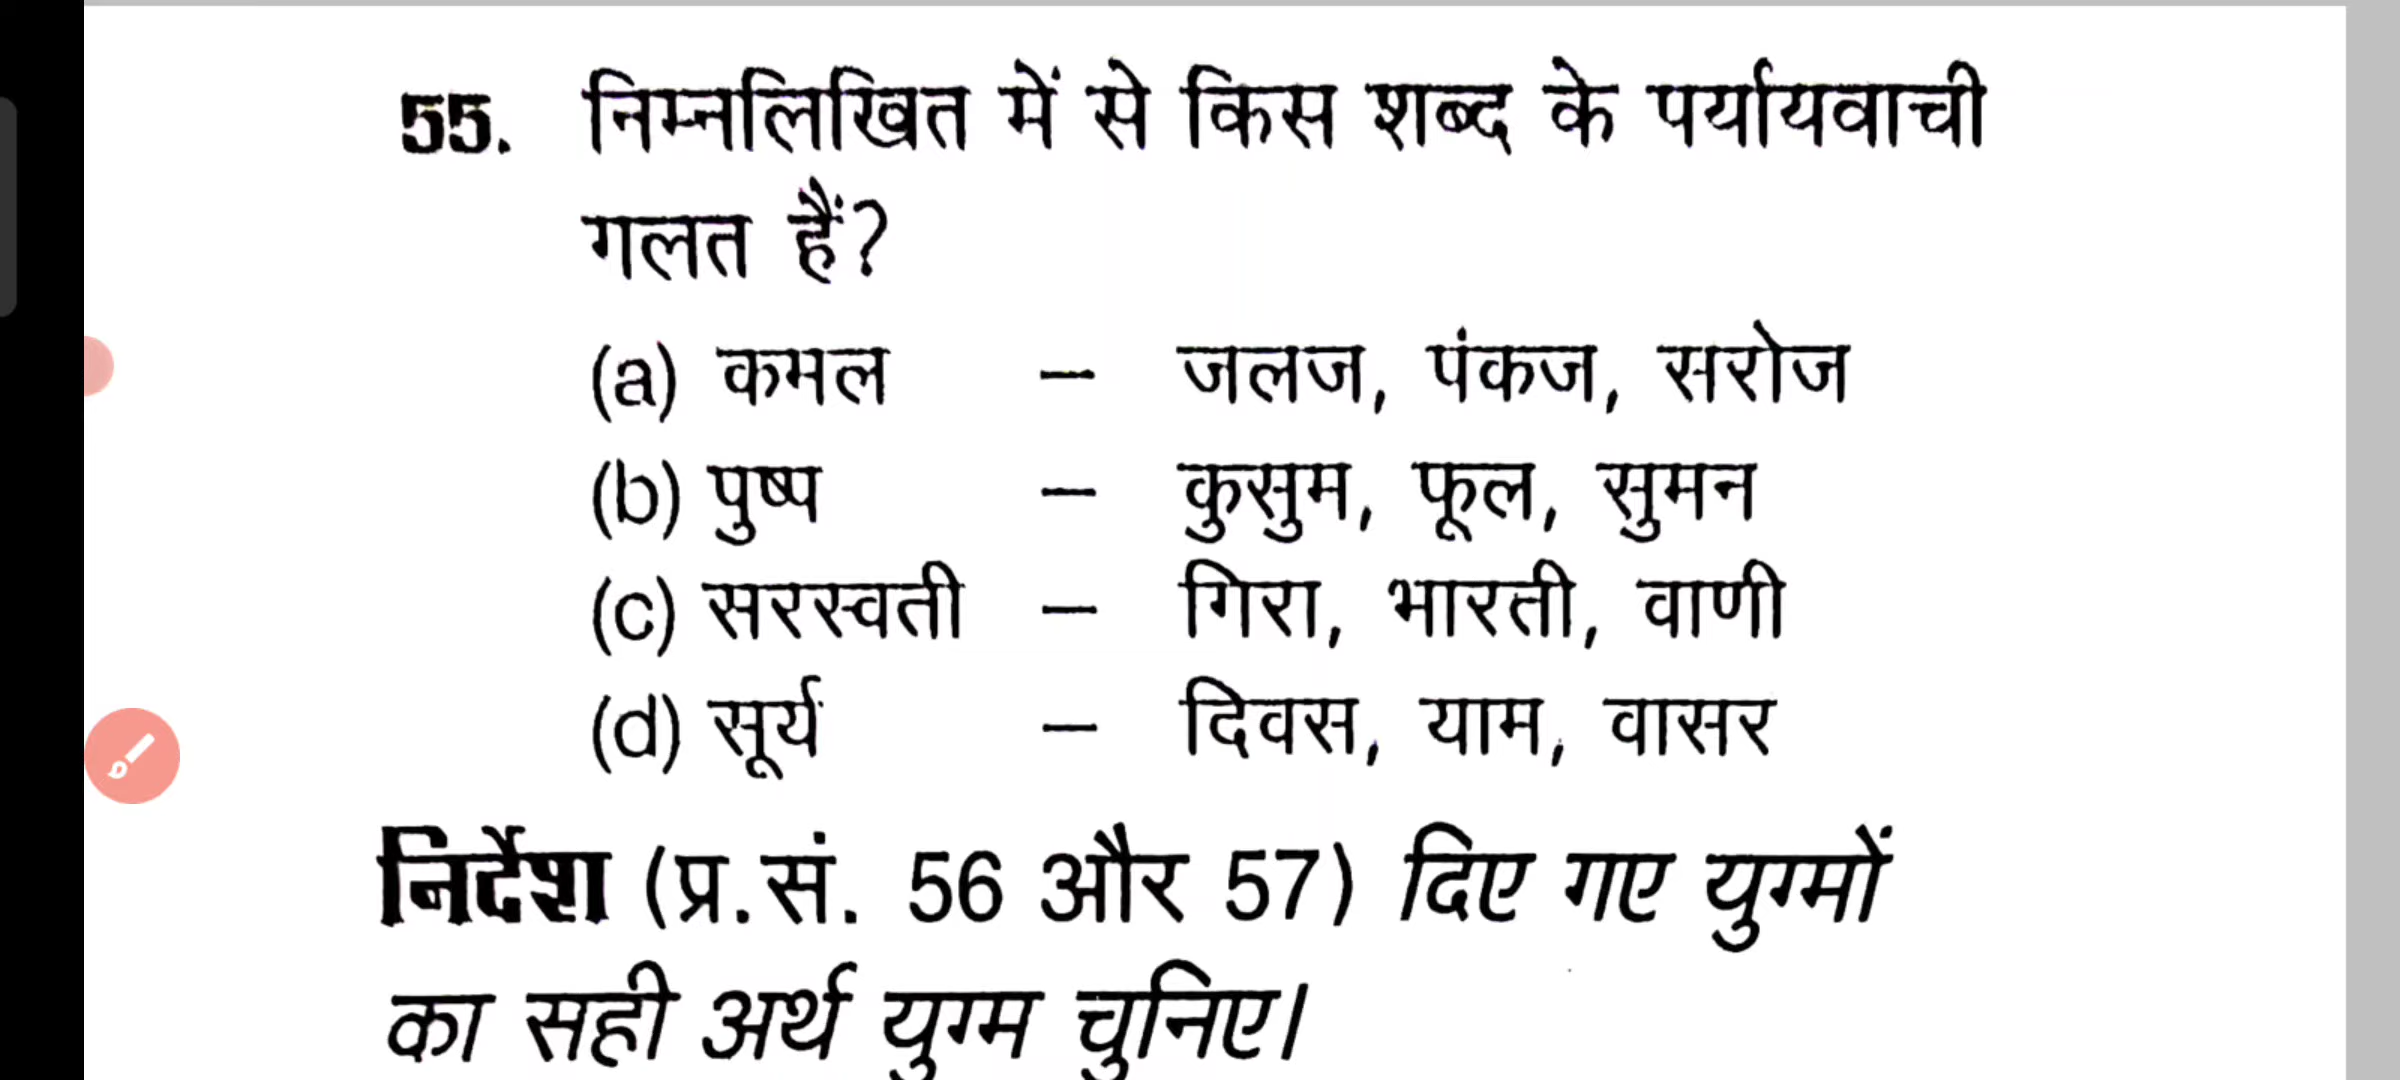 55. निम्नलिखित में से किस शब्द के पर्यायवाची
गलत हैं?
(a) कमल – जलज, पंकज, सरोज
(b) पुष्प – कुसुम, फूल, सुमन
(c) सरस्वती – गिरा, भारती, वाणी
(d) सूर्य – दिवस, याम, वासर
निर्देश (प्र.सं. 56 और 57) दिए गए युग्मों
का सही अर्थ युग्म चुनिए।